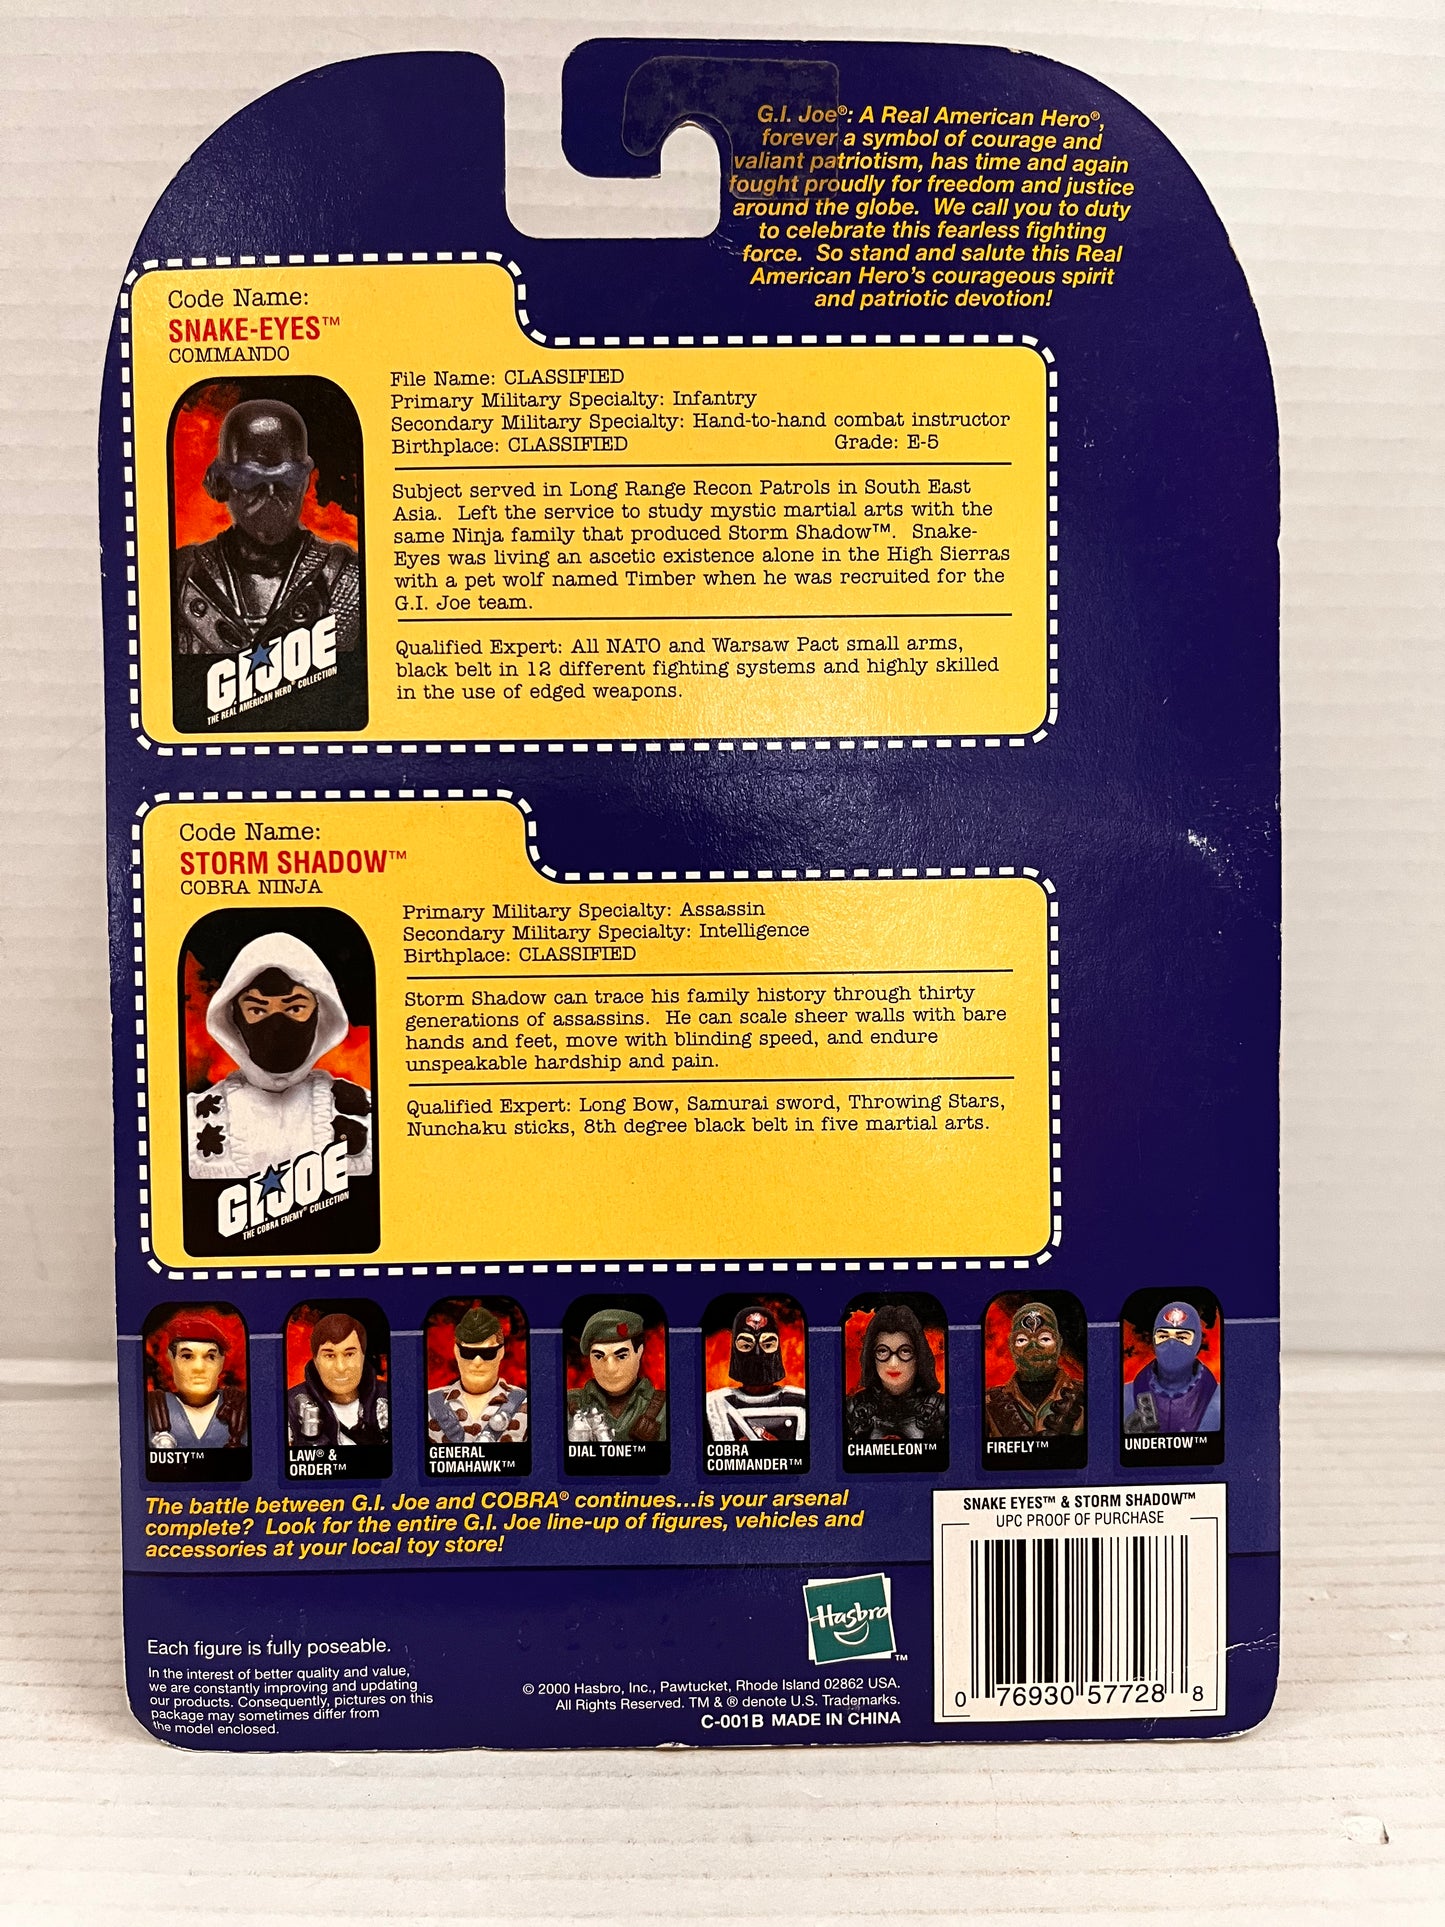 G.I. Joe®: A Real American Hero®,
forever a symbol of courage and
valiant patriotism, has time and again
fought proudly for freedom and justice
around the globe. We call you to duty
to celebrate this fearless fighting
force. So stand and salute this Real
American Hero's courageous spirit
and patriotic devotion!
Code Name:
SNAKE-EYES™
COMMANDO
File Name: CLASSIFIED
Primary Military Specialty: Infantry
Secondary Military Specialty: Hand-to-hand combat instructor
Birthplace: CLASSIFIED Grade: E-5
Subject served in Long Range Recon Patrols in South East
Asia. Left the service to study mystic martial arts with the
same Ninja family that produced Storm Shadow™. Snake-
Eyes was living an ascetic existence alone in the High Sierras
with a pet wolf named Timber when he was recruited for the
G.I. Joe team.
Qualified Expert: All NATO and Warsaw Pact small arms,
black belt in 12 different fighting systems and highly skilled
in the use of edged weapons.
G.I. JOE®
THE REAL AMERICAN HERO® COLLECTION
Code Name:
STORM SHADOW™
COBRA NINJA
Primary Military Specialty: Assassin
Secondary Military Specialty: Intelligence
Birthplace: CLASSIFIED
Storm Shadow can trace his family history through thirty
generations of assassins. He can scale sheer walls with bare
hands and feet, move with blinding speed, and endure
unspeakable hardship and pain.
Qualified Expert: Long Bow, Samurai sword, Throwing Stars,
Nunchaku sticks, 8th degree black belt in five martial arts.
G.I. JOE®
THE COBRA ENEMY® COLLECTION
DUSTY™
LAW® &
ORDER™
GENERAL
TOMAHAWK™
DIAL TONE™
COBRA
COMMANDER™
CHAMELEON™
FIREFLY™
UNDERTOW™
The battle between G.I. Joe and COBRA® continues...is your arsenal
complete? Look for the entire G.I. Joe line-up of figures, vehicles and
accessories at your local toy store!
SNAKE EYES™ & STORM SHADOW™
UPC PROOF OF PURCHASE
0 76930 57728 8
Hasbro
™
Each figure is fully poseable.
In the interest of better quality and value,
we are constantly improving and updating
our products. Consequently, pictures on this
package may sometimes differ from
the model enclosed.
© 2000 Hasbro, Inc., Pawtucket, Rhode Island 02862 USA.
All Rights Reserved. TM & ® denote U.S. Trademarks.
C-001B MADE IN CHINA